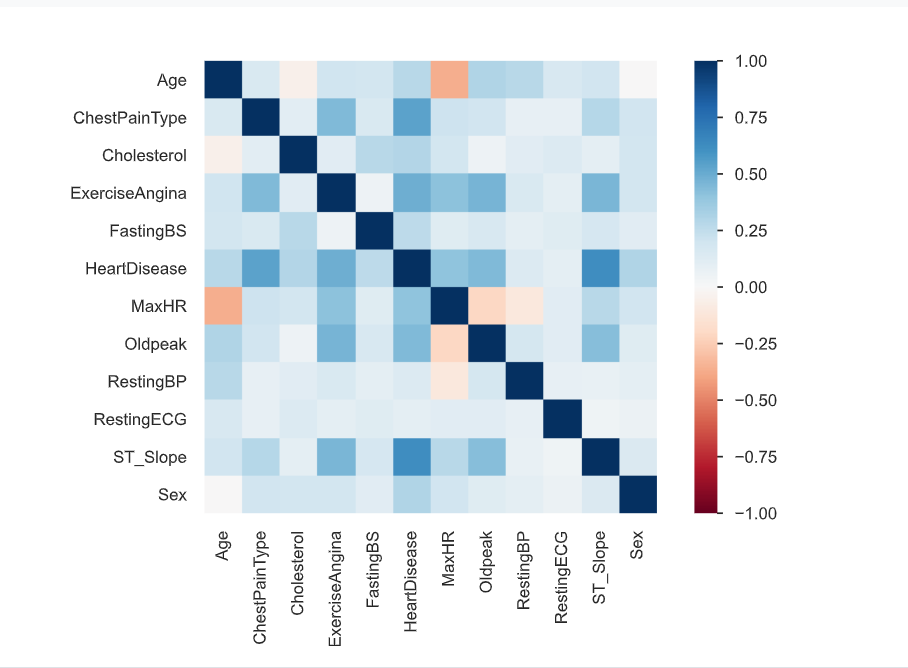 Age
ChestPainType
Cholesterol
ExerciseAngina
FastingBS
HeartDisease
MaxHR
Oldpeak
RestingBP
RestingECG
ST_Slope
Sex
Age
ChestPainType
Cholesterol
ExerciseAngina
FastingBS
HeartDisease
MaxHR
Oldpeak
RestingBP
RestingECG
ST_Slope
Sex
1.00
0.75
0.50
0.25
0.00
−0.25
−0.50
−0.75
−1.00